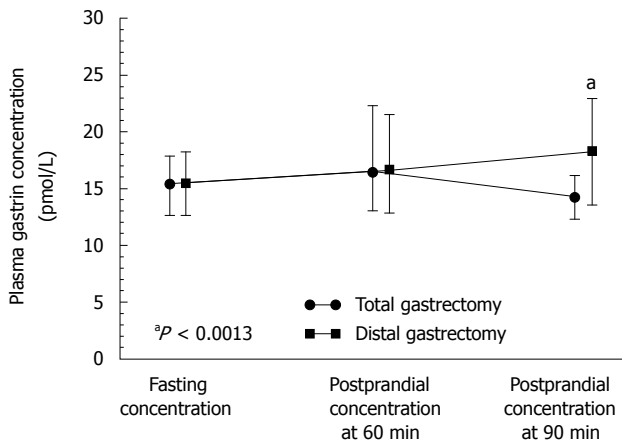 30
25
20
15
10
5
0
Plasma gastrin concentration
(pmol/L)
a
Total gastrectomy
Distal gastrectomy
ᵃP < 0.0013
Fasting
concentration
Postprandial
concentration
at 60 min
Postprandial
concentration
at 90 min